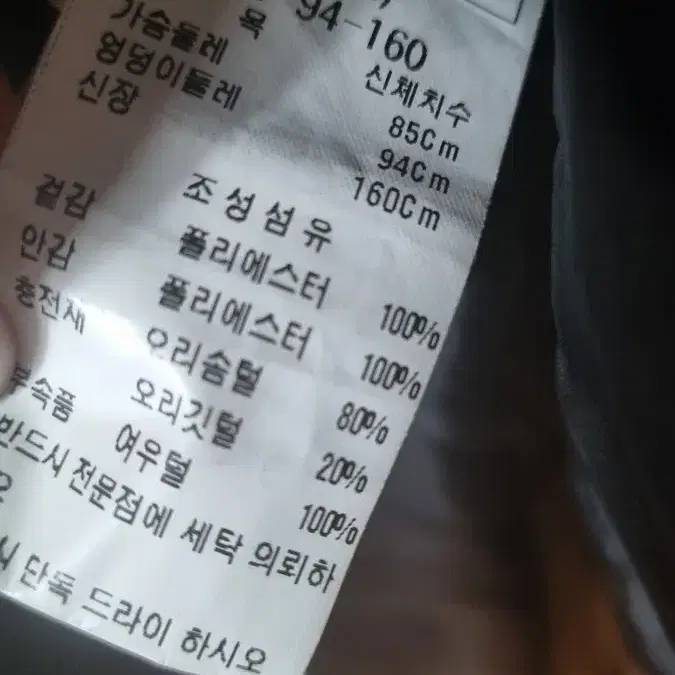 94-160
목 신체치수
가슴둘레 85Cm
엉덩이둘레 94Cm
신장 160Cm
조성섬유
겉감 폴리에스터 100%
안감 폴리에스터 100%
충전재 오리솜털 80%
오리깃털 20%
부속품 여우털 100%
반드시 전문점에 세탁 의뢰하
시 단독 드라이 하시오